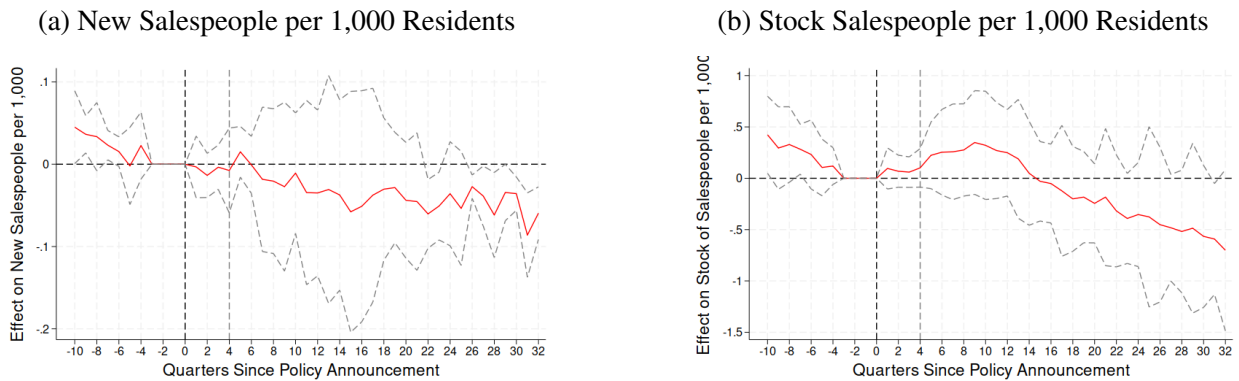 (a) New Salespeople per 1,000 Residents
Effect on New Salespeople per 1,000
.1
0
-.1
-.2
-10 -8 -6 -4 -2 0 2 4 6 8 10 12 14 16 18 20 22 24 26 28 30 32
Quarters Since Policy Announcement
(b) Stock Salespeople per 1,000 Residents
Effect on Stock of Salespeople per 1,000
1
.5
0
-.5
-1
-1.5
-10 -8 -6 -4 -2 0 2 4 6 8 10 12 14 16 18 20 22 24 26 28 30 32
Quarters Since Policy Announcement